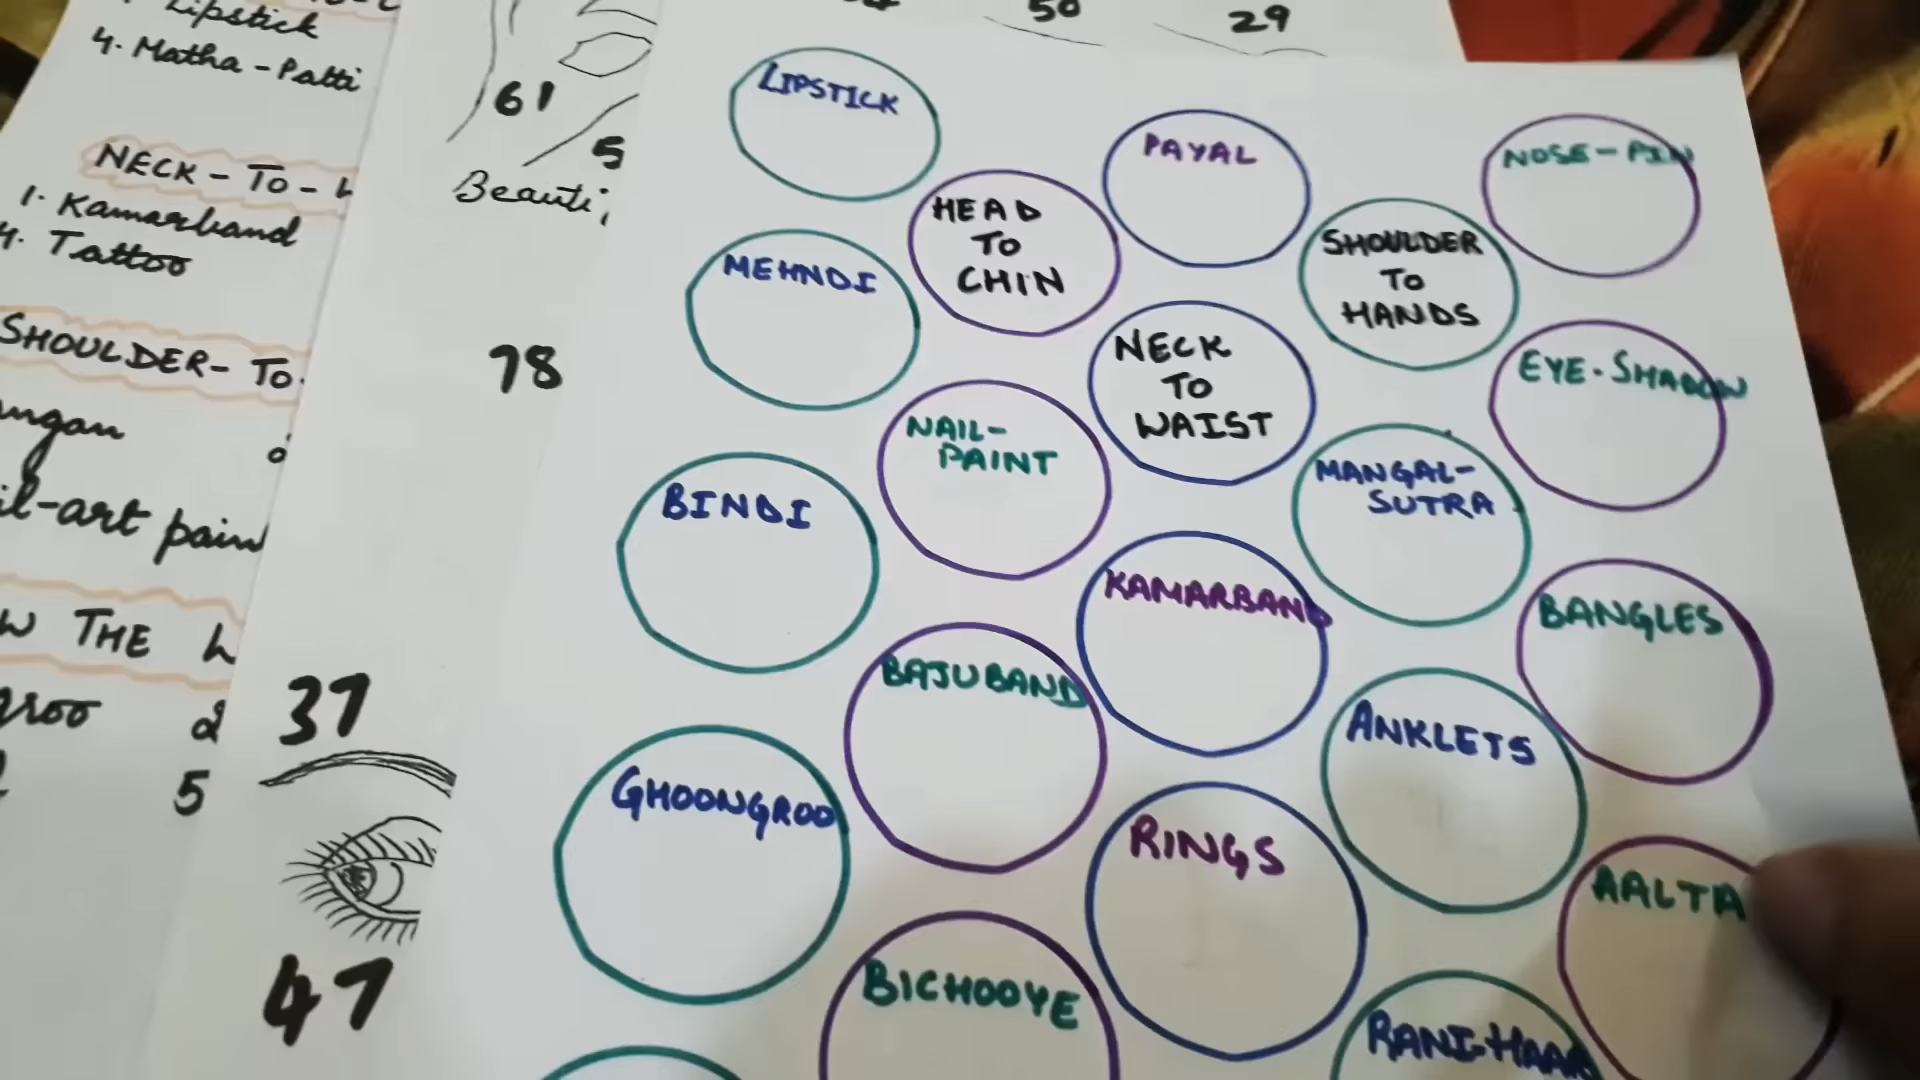 Lipstick
4. Matha-Patti
NECK-TO-
1. Kamarband
4. Tattoo
SHOULDER-TO-
il-art pain
THE
groo
5
61
5
Beauti
78
37
47
50
29
LIPSTICK
PAYAL
NOSE-PIN
HEAD
TO
CHIN
SHOULDER
TO
HANDS
MEHNDI
NECK
TO
WAIST
EYE-SHADOW
NAIL-
PAINT
MANGAL-
SUTRA
BINDI
KAMARBAND
BANGLES
BAJUBAND
ANKLETS
GHOONGROO
RINGS
AALTA
BICHOOYE
RANI-HAAR